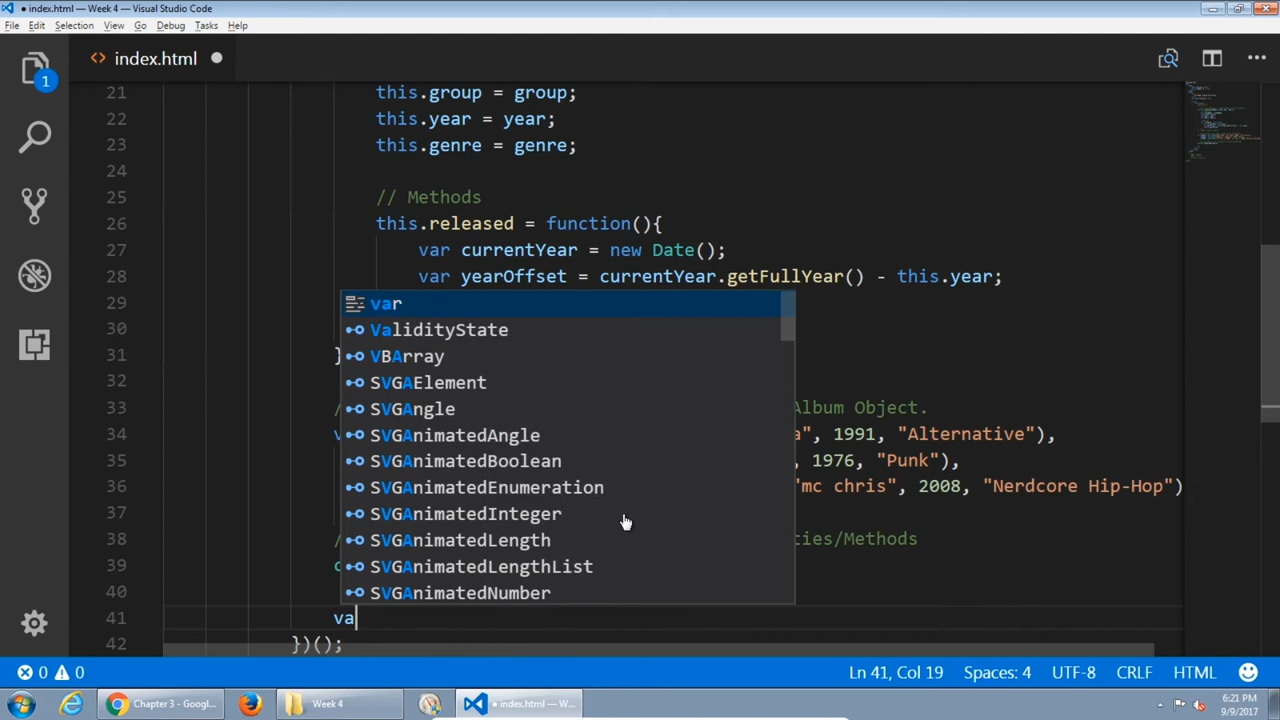 • index.html — Week 4 — Visual Studio Code
File Edit Selection View Go Debug Tasks Help
index.html
1
21 this.group = group;
22 this.year = year;
23 this.genre = genre;
24
25 // Methods
26 this.released = function(){
27 var currentYear = new Date();
28 var yearOffset = currentYear.getFullYear() - this.year;
29 var
30 ValidityState
31 } VBArray
32 SVGAElement
33 / SVGAngle Album Object.
34 SVGAnimatedAngle a", 1991, "Alternative"),
35 SVGAnimatedBoolean , 1976, "Punk"),
36 SVGAnimatedEnumeration "mc chris", 2008, "Nerdcore Hip-Hop")
37 SVGAnimatedInteger
38 / SVGAnimatedLength ties/Methods
39 SVGAnimatedLengthList
40 SVGAnimatedNumber
41 va
42 })();
0 0 Ln 41, Col 19 Spaces: 4 UTF-8 CRLF HTML
Chapter 3 - Googl... Week 4 • index.html — W... 6:21 PM
9/9/2017